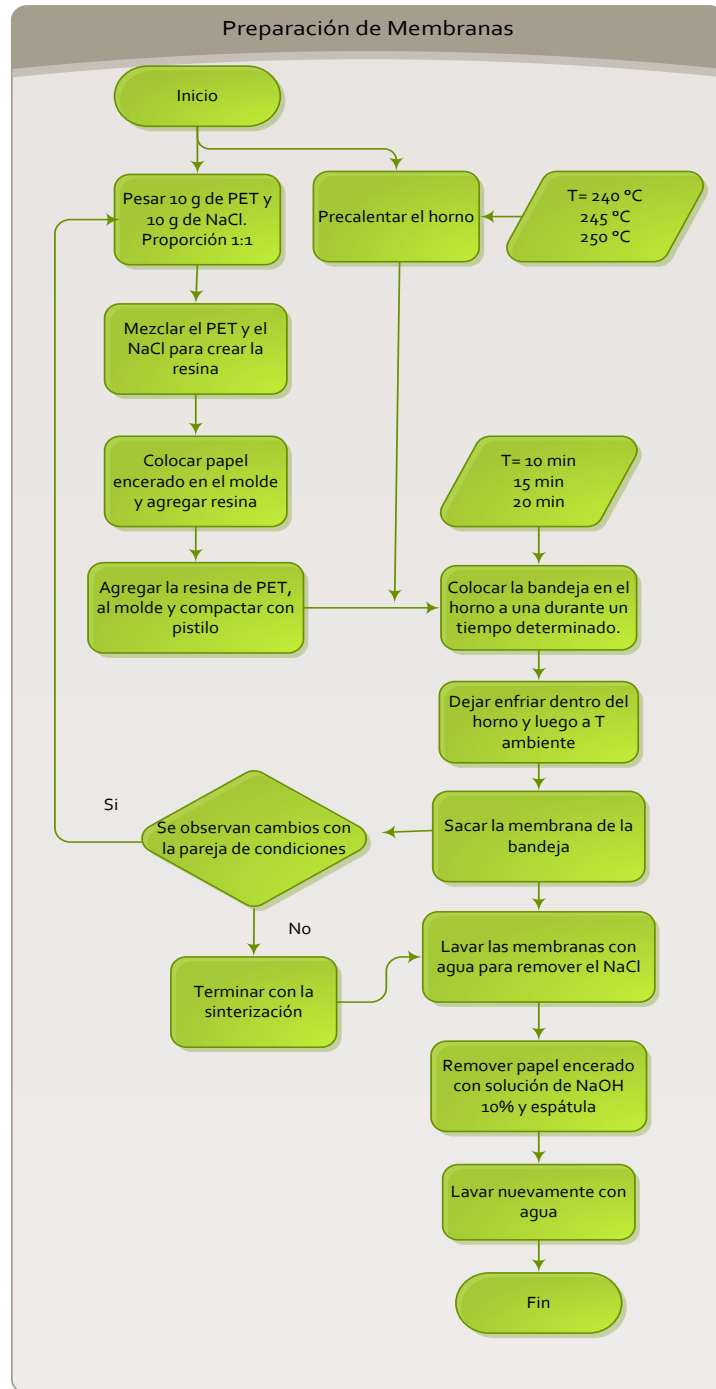 Preparación de Membranas
Inicio
Pesar 10 g de PET y
10 g de NaCl.
Proporción 1:1
Precalentar el horno
T= 240 ºC
245 ºC
250 ºC
Mezclar el PET y el
NaCl para crear la
resina
Colocar papel
encerado en el molde
y agregar resina
T= 10 min
15 min
20 min
Agregar la resina de PET,
al molde y compactar con
pistilo
Colocar la bandeja en el
horno a una durante un
tiempo determinado.
Dejar enfriar dentro del
horno y luego a T
ambiente
Si
Se observan cambios con
la pareja de condiciones
Sacar la membrana de la
bandeja
No
Terminar con la
sinterización
Lavar las membranas con
agua para remover el NaCl
Remover papel encerado
con solución de NaOH
10% y espátula
Lavar nuevamente con
agua
Fin